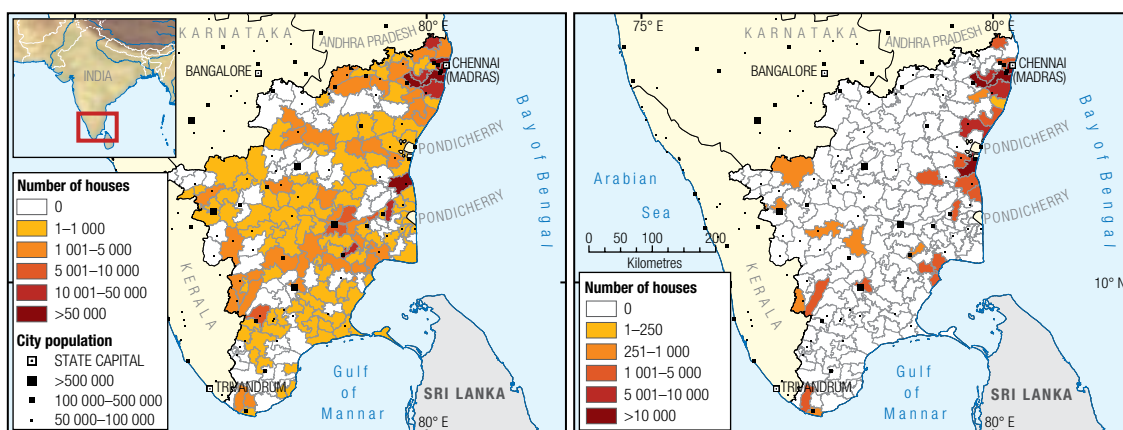 80° E
KARNATAKA
ANDHRA PRADESH
INDIA
BANGALORE
CHENNAI
(MADRAS)
Bay of Bengal
PONDICHERRY
PONDICHERRY
Number of houses
0
1–1 000
1 001–5 000
5 001–10 000
10 001–50 000
>50 000
City population
STATE CAPITAL
>500 000
100 000–500 000
50 000–100 000
KERALA
TRIVANDRUM
Gulf
of
Mannar
SRI LANKA
80° E
75° E
80° E
KARNATAKA
ANDHRA PRADESH
BANGALORE
CHENNAI
(MADRAS)
Bay of Bengal
PONDICHERRY
PONDICHERRY
Arabian
Sea
0 50 100 200
Kilometres
10° N
KERALA
Number of houses
0
1–250
251–1 000
1 001–5 000
5 001–10 000
>10 000
TRIVANDRUM
Gulf
of
Mannar
SRI LANKA
80° E